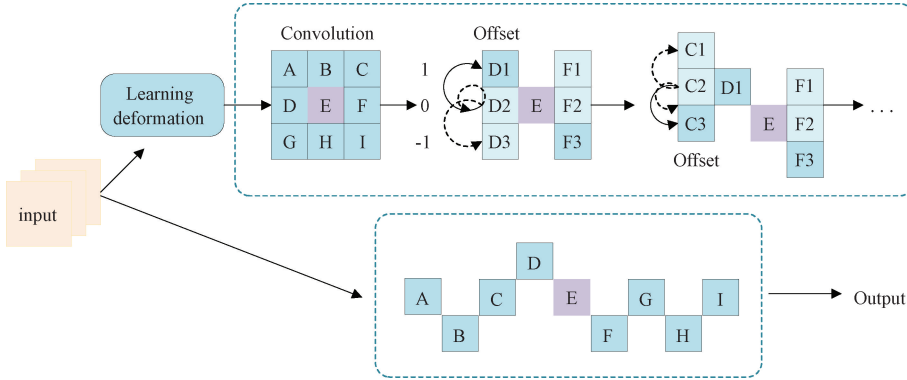 Convolution
Offset
A B C
D E F
G H I
Learning
deformation
1
0
-1
D1
D2
D3
E
F1
F2
F3
C1
C2
C3
D1
E
F1
F2
F3
Offset
...
input
A
B
C
D
E
F
G
H
I
Output